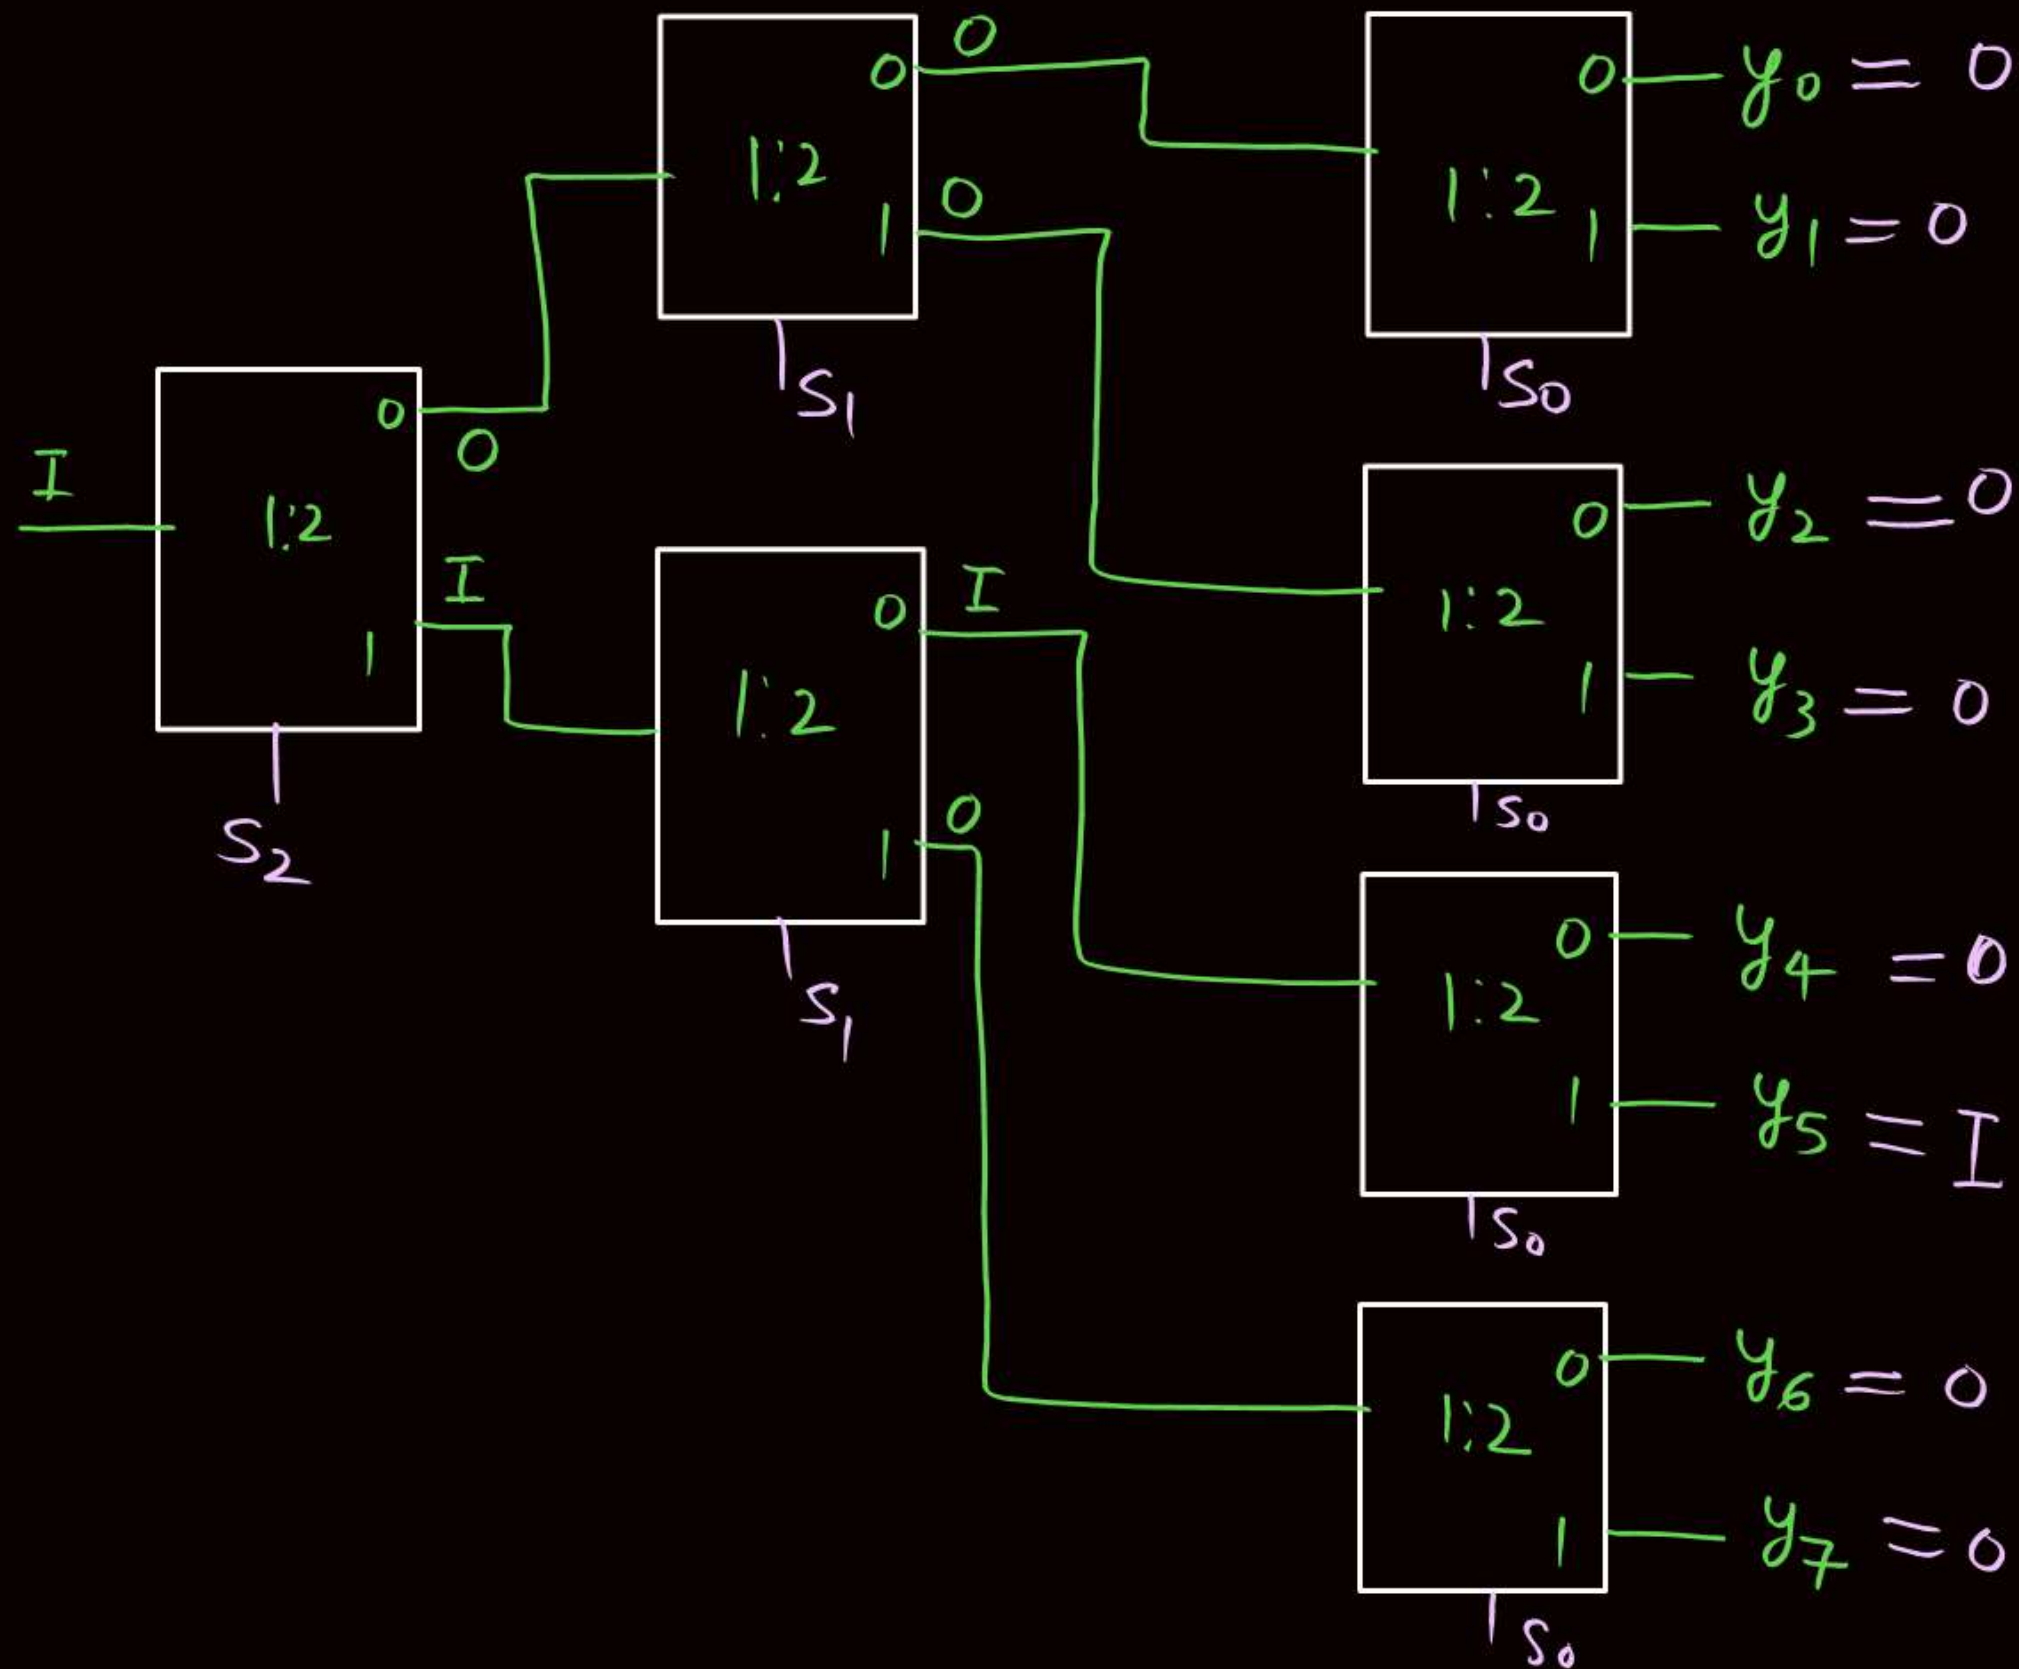 0
0 y0 = 0
1:2
1:2
0
1 0
1 y1 = 0
S1
S0
0
0
I
1:2
I
1
S2
0 I
1:2
1 0
S1
0 y2 = 0
1:2
1 y3 = 0
S0
0 y4 = 0
1:2
1 y5 = I
S0
0 y6 = 0
1:2
1 y7 = 0
S0